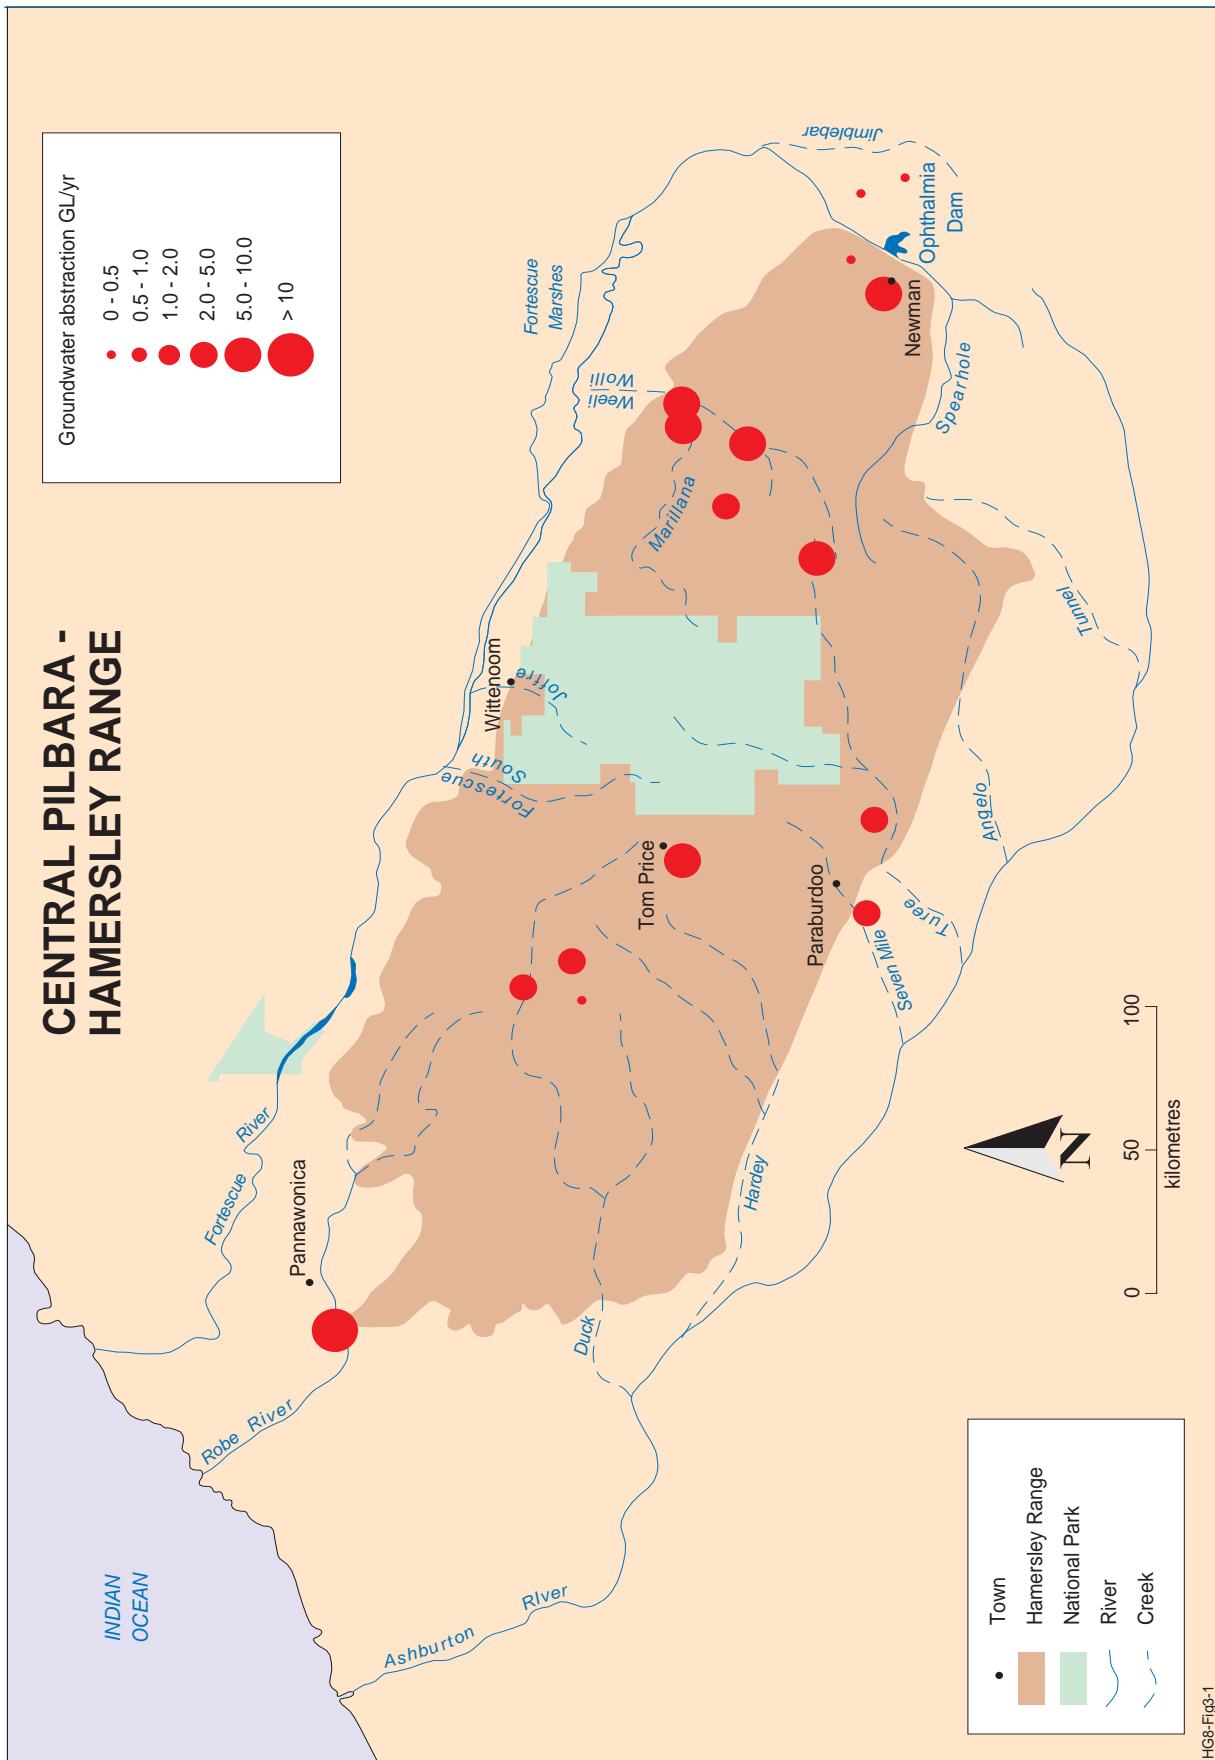 CENTRAL PILBARA -
HAMERSLEY RANGE
Groundwater abstraction GL/yr
0 - 0.5
0.5 - 1.0
1.0 - 2.0
2.0 - 5.0
5.0 - 10.0
> 10
INDIAN
OCEAN
Fortescue
River
Robe River
Ashburton
RIver
Pannawonica
Fortescue
South
Wittenoom
Joffre
Fortescue
Marshes
Weeli
Wolli
Marillana
Jimblebar
Ophthalmia
Dam
Newman
Spearhole
Tunnel
Angelo
Turee
Seven Mile
Paraburdoo
Tom Price
Hardey
Duck
Town
Hamersley Range
National Park
River
Creek
N
0
50
100
kilometres
HG8-Fig3-1